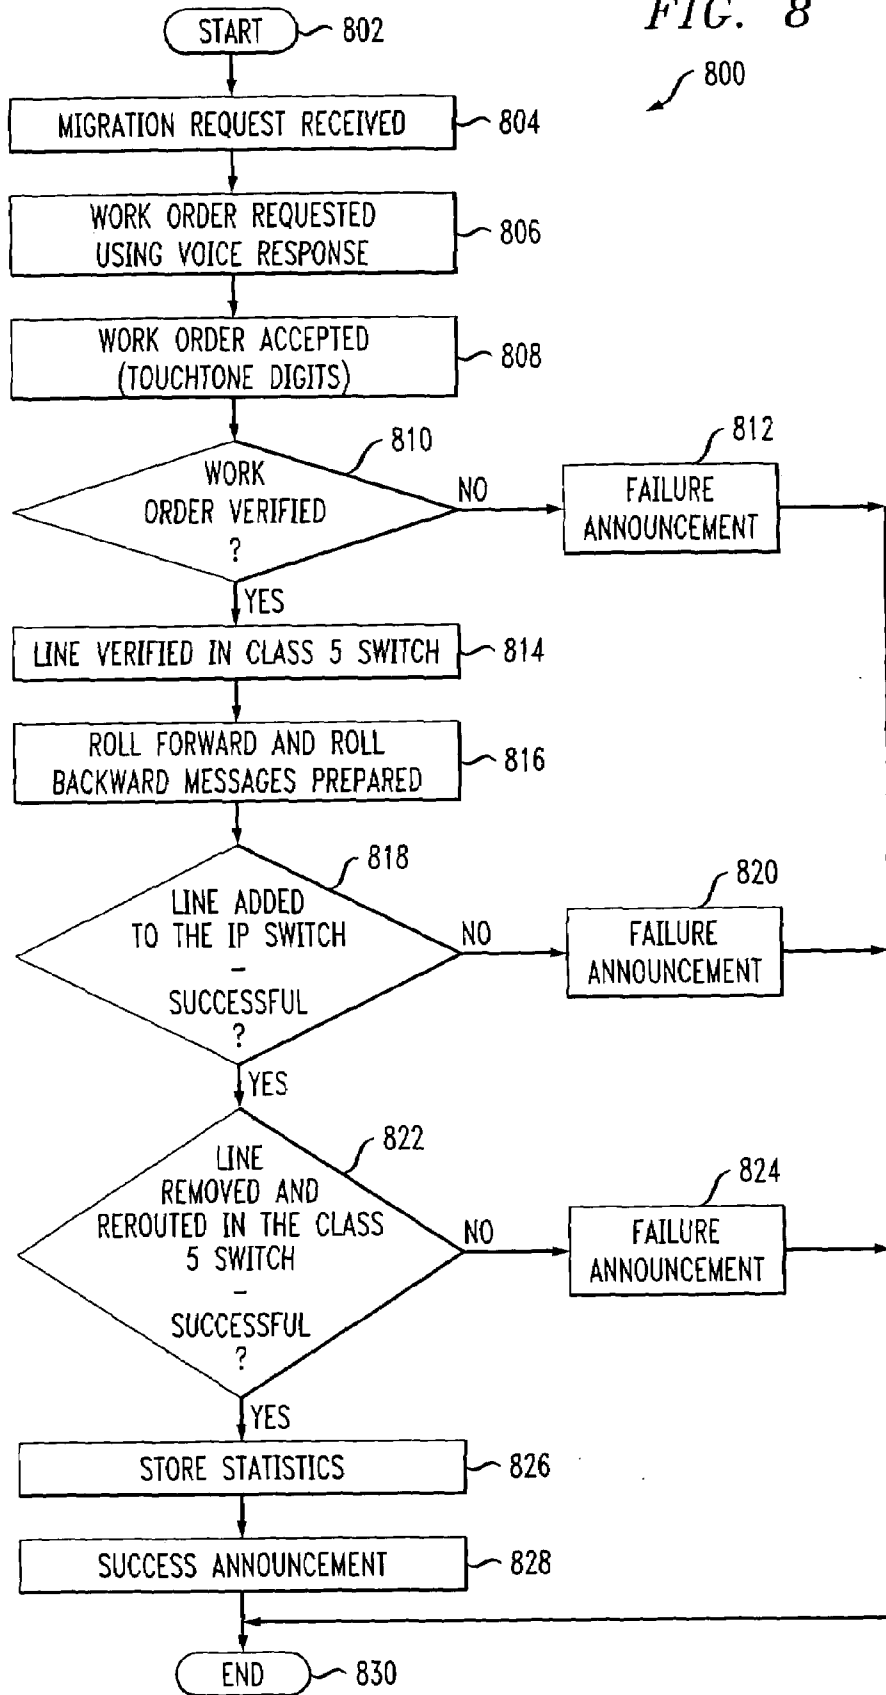 FIG. 8
800
START
802
MIGRATION REQUEST RECEIVED
804
WORK ORDER REQUESTED
USING VOICE RESPONSE
806
WORK ORDER ACCEPTED
(TOUCHTONE DIGITS)
808
WORK
ORDER VERIFIED
?
810
NO
FAILURE
ANNOUNCEMENT
812
YES
LINE VERIFIED IN CLASS 5 SWITCH
814
ROLL FORWARD AND ROLL
BACKWARD MESSAGES PREPARED
816
LINE ADDED
TO THE IP SWITCH
–
SUCCESSFUL
?
818
NO
FAILURE
ANNOUNCEMENT
820
YES
LINE
REMOVED AND
REROUTED IN THE CLASS
5 SWITCH
–
SUCCESSFUL
?
822
NO
FAILURE
ANNOUNCEMENT
824
YES
STORE STATISTICS
826
SUCCESS ANNOUNCEMENT
828
END
830